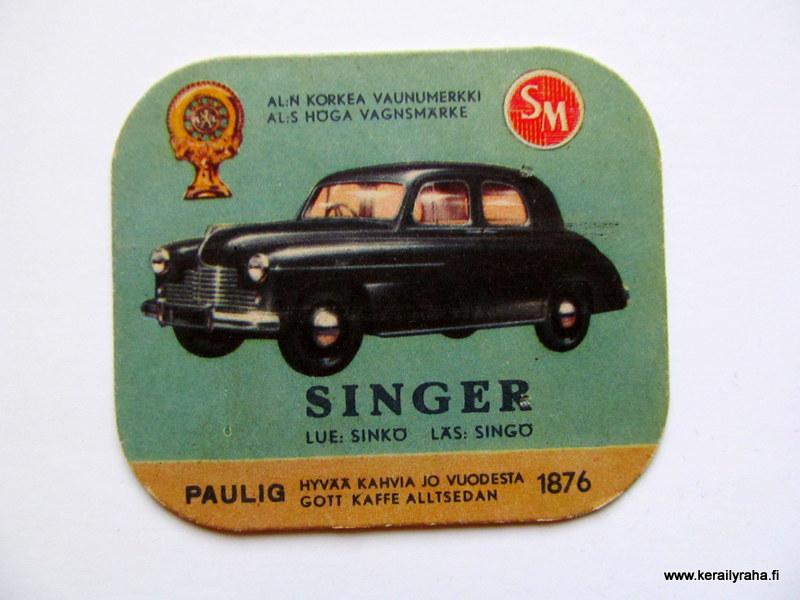 AL:N KORKEA VAUNUMERKKI
AL:S HÖGA VAGNSMÄRKE
SM
SINGER
LUE: SINKÖ LÄS: SINGÖ
PAULIG HYVÄÄ KAHVIA JO VUODESTA 1876
GOTT KAFFE ALLTSEDAN
www.kerailyraha.fi